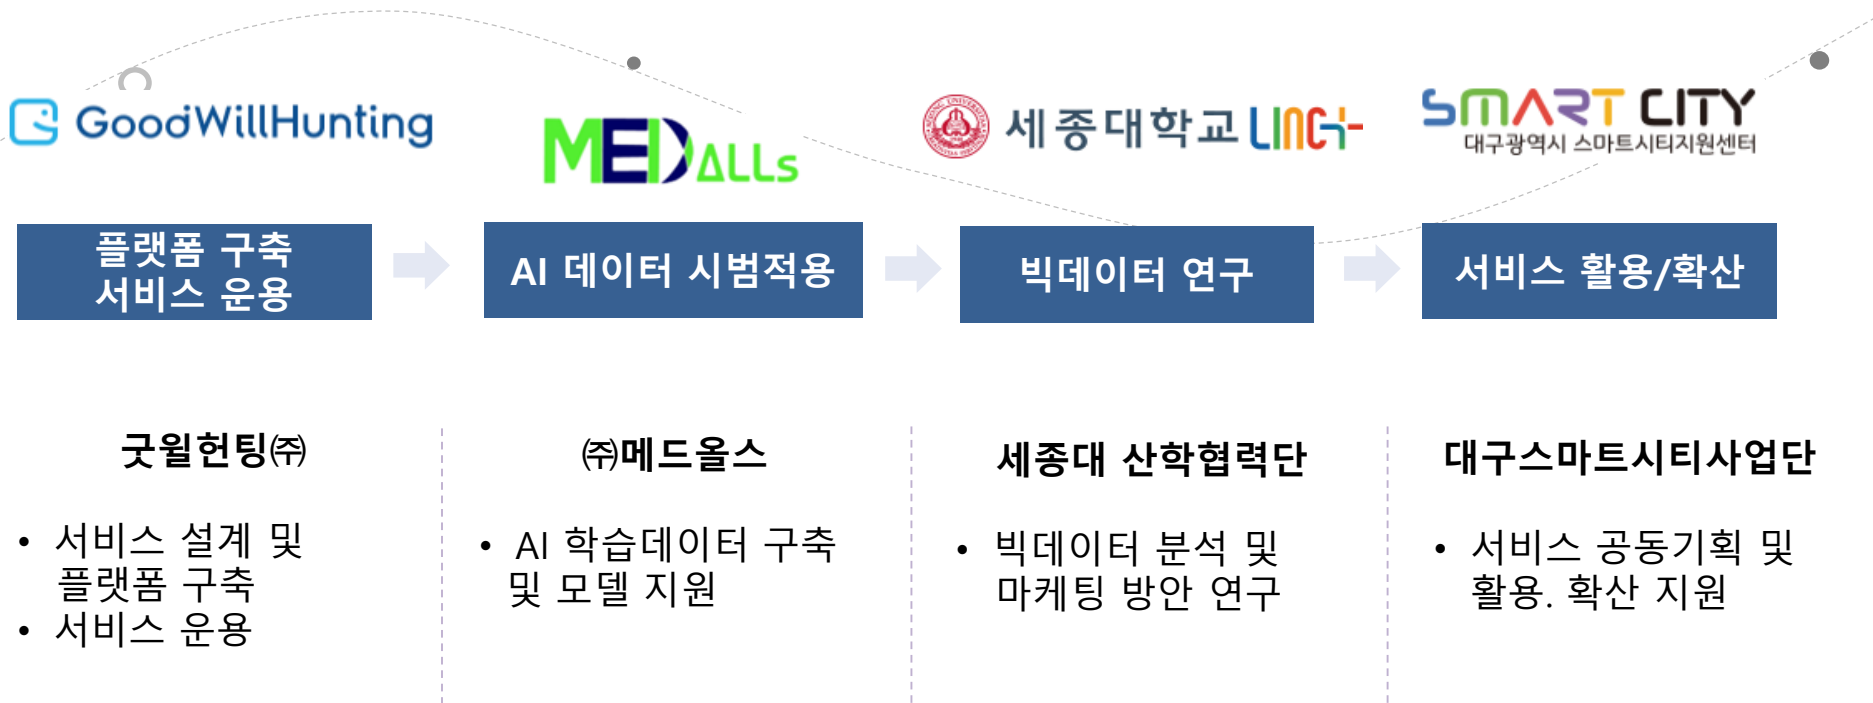 GoodWillHunting
MEDALLs
세종대학교 LINC+
SMART CITY
대구광역시 스마트시티지원센터
플랫폼 구축
서비스 운용
AI 데이터 시범적용
빅데이터 연구
서비스 활용/확산
굿윌헌팅㈜
• 서비스 설계 및
플랫폼 구축
• 서비스 운용
㈜메드올스
• AI 학습데이터 구축
및 모델 지원
세종대 산학협력단
• 빅데이터 분석 및
마케팅 방안 연구
대구스마트시티사업단
• 서비스 공동기획 및
활용. 확산 지원